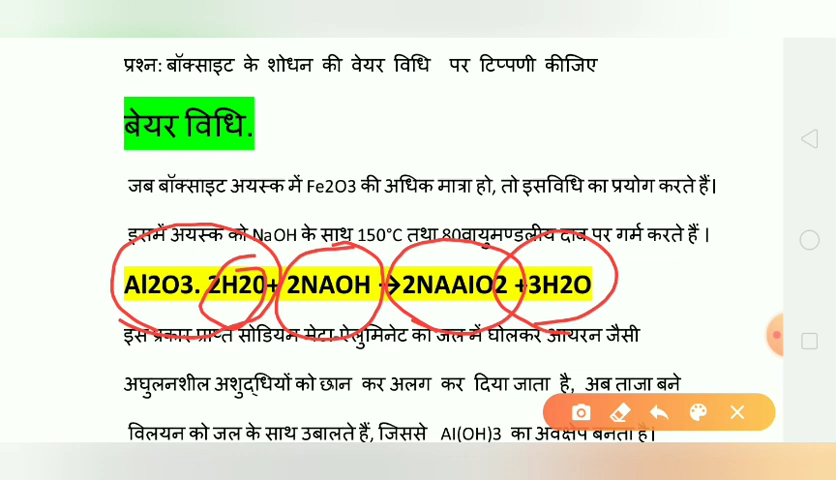 प्रश्न: बॉक्साइट के शोधन की वेयर विधि पर टिप्पणी कीजिए
बेयर विधि.
जब बॉक्साइट अयस्क में Fe2O3 की अधिक मात्रा हो, तो इसविधि का प्रयोग करते हैं।
इसमें अयस्क को NaOH के साथ 150°C तथा 80वायुमण्डलीय दाब पर गर्म करते हैं ।
Al2O3. 2H20+ 2NAOH →2NAAlO2 +3H2O
इस प्रकार प्राप्त सोडियम मेटा-ऐलुमिनेट को जल में घोलकर आयरन जैसी
अघुलनशील अशुद्धियों को छान कर अलग कर दिया जाता है, अब ताजा बने
विलयन को जल के साथ उबालते हैं, जिससे Al(OH)3 का अवक्षेप बनता है।